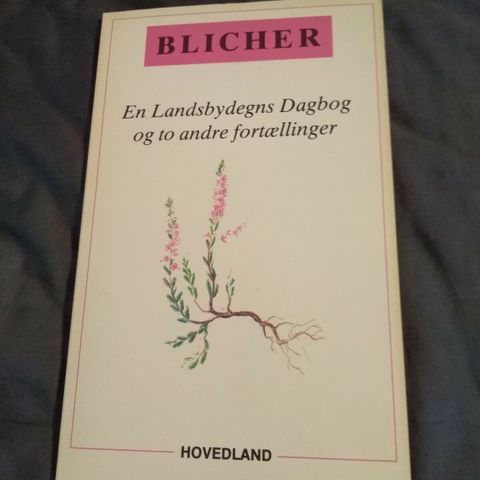 BLICHER
En Landsbydegns Dagbog
og to andre fortællinger
HOVEDLAND